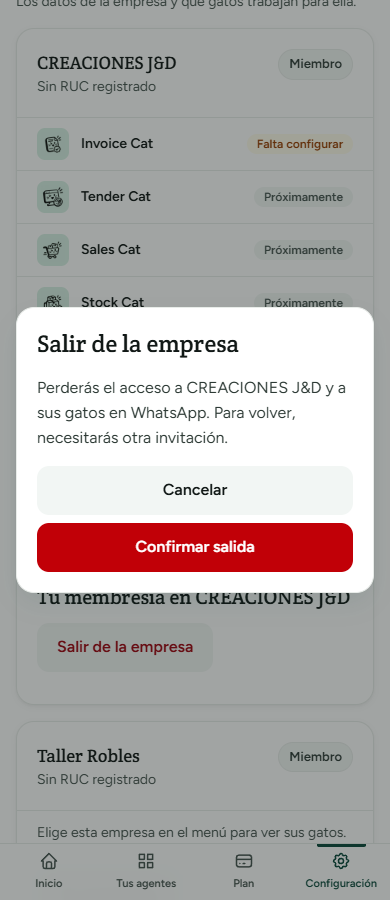 Los datos de la empresa y qué gatos trabajan para ella.
CREACIONES J&D
Miembro
Sin RUC registrado
Invoice Cat
Falta configurar
Tender Cat
Próximamente
Sales Cat
Próximamente
Stock Cat
Próximamente
Salir de la empresa
Perderás el acceso a CREACIONES J&D y a
sus gatos en WhatsApp. Para volver,
necesitarás otra invitación.
Cancelar
Confirmar salida
Tu membresía en CREACIONES J&D
Salir de la empresa
Taller Robles
Miembro
Sin RUC registrado
Elige esta empresa en el menú para ver sus gatos.
Inicio
Tus agentes
Plan
Configuración